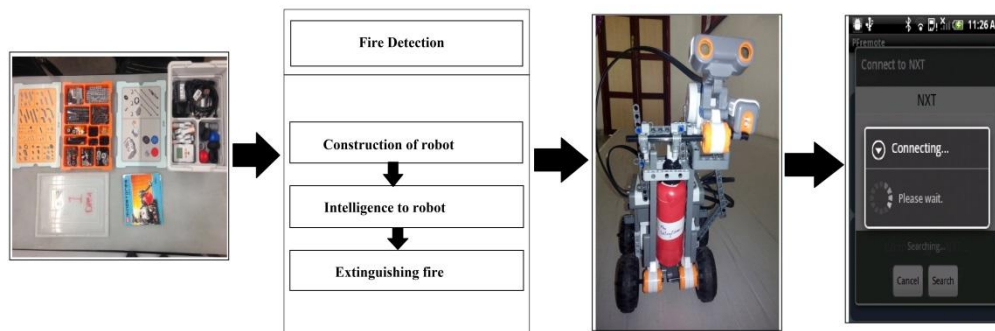 Fire Detection
Construction of robot
Intelligence to robot
Extinguishing fire
11:26 A
PFremote
Connect to NXT
NXT
Connecting...
Please wait.
Searching...
Cancel
Search